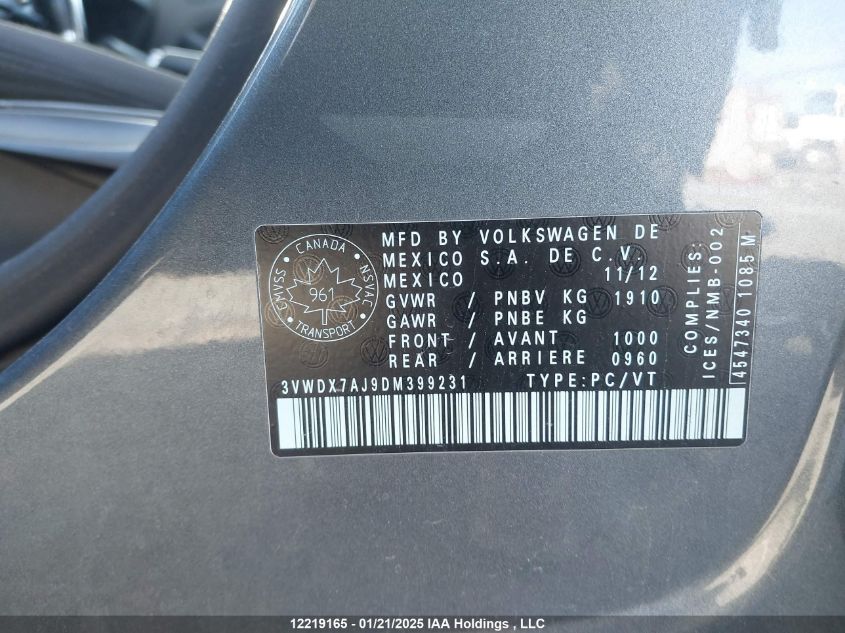 CANADA
CMVSS
NSVAC
961
TRANSPORT
MFD BY VOLKSWAGEN DE
MEXICO S.A. DE C.V.
MEXICO 11/12
GVWR / PNBV KG 1910
GAWR / PNBE KG
FRONT / AVANT 1000
REAR / ARRIERE 0960
3VWDX7AJ9DM399231 TYPE:PC/VT
COMPLIES:
ICES/NMB-002
4547340 1085 M
12219165 - 01/21/2025 IAA Holdings , LLC